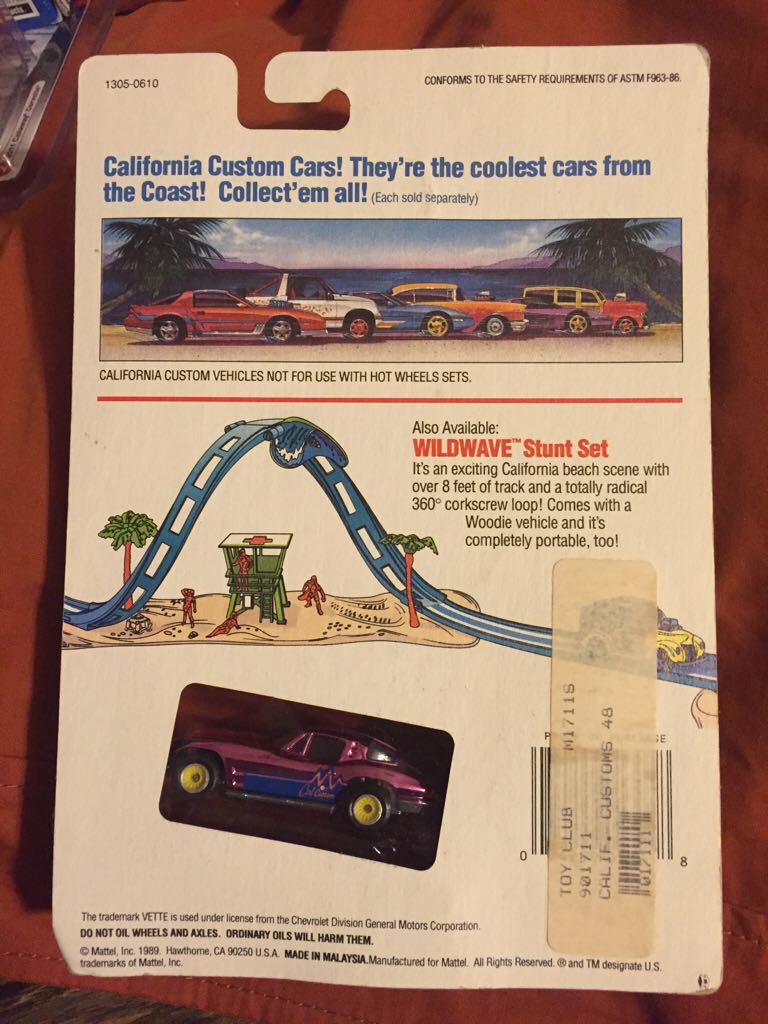 1305-0610
CONFORMS TO THE SAFETY REQUIREMENTS OF ASTM F963-86.
California Custom Cars! They're the coolest cars from
the Coast! Collect'em all! (Each sold separately)
CALIFORNIA CUSTOM VEHICLES NOT FOR USE WITH HOT WHEELS SETS.
Also Available:
WILDWAVE™ Stunt Set
It's an exciting California beach scene with
over 8 feet of track and a totally radical
360° corkscrew loop! Comes with a
Woodie vehicle and it's
completely portable, too!
TOY CLUB M1711S
901711
CALIF. CUSTOMS 48
0
8
The trademark VETTE is used under license from the Chevrolet Division General Motors Corporation.
DO NOT OIL WHEELS AND AXLES. ORDINARY OILS WILL HARM THEM.
© Mattel, Inc. 1989. Hawthorne, CA 90250 U.S.A. MADE IN MALAYSIA. Manufactured for Mattel. All Rights Reserved. ® and TM designate U.S.
trademarks of Mattel, Inc.